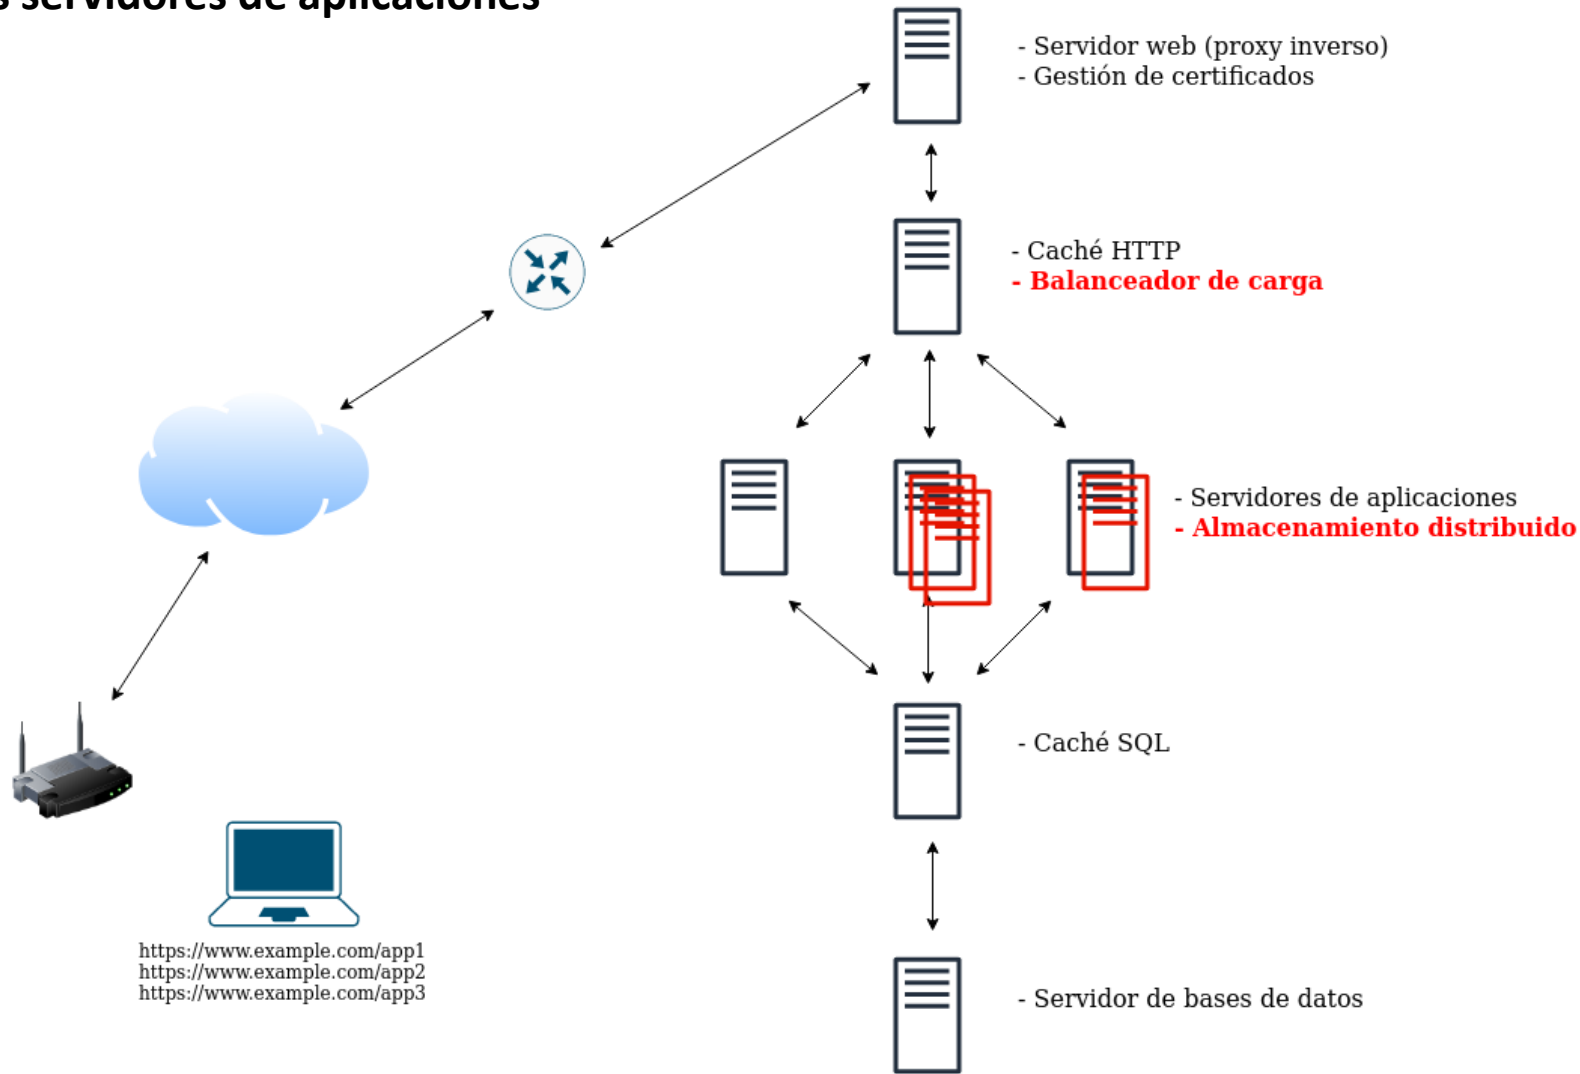 s servidores de aplicaciones
- Servidor web (proxy inverso)
- Gestión de certificados
- Caché HTTP
- Balanceador de carga
- Servidores de aplicaciones
- Almacenamiento distribuido
- Caché SQL
https://www.example.com/app1
https://www.example.com/app2
https://www.example.com/app3
- Servidor de bases de datos